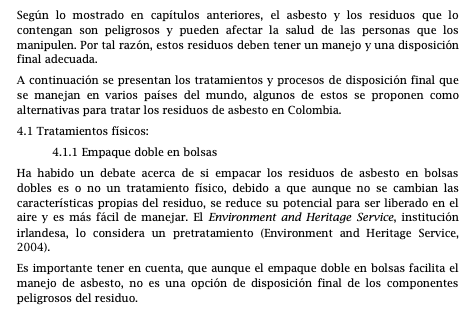 Según lo mostrado en capítulos anteriores, el asbesto y los residuos que lo
contengan son peligrosos y pueden afectar la salud de las personas que los
manipulen. Por tal razón, estos residuos deben tener un manejo y una disposición
final adecuada.
A continuación se presentan los tratamientos y procesos de disposición final que
se manejan en varios países del mundo, algunos de estos se proponen como
alternativas para tratar los residuos de asbesto en Colombia.
4.1 Tratamientos físicos:
4.1.1 Empaque doble en bolsas
Ha habido un debate acerca de si empacar los residuos de asbesto en bolsas
dobles es o no un tratamiento físico, debido a que aunque no se cambian las
características propias del residuo, se reduce su potencial para ser liberado en el
aire y es más fácil de manejar. El Environment and Heritage Service, institución
irlandesa, lo considera un pretratamiento (Environment and Heritage Service,
2004).
Es importante tener en cuenta, que aunque el empaque doble en bolsas facilita el
manejo de asbesto, no es una opción de disposición final de los componentes
peligrosos del residuo.